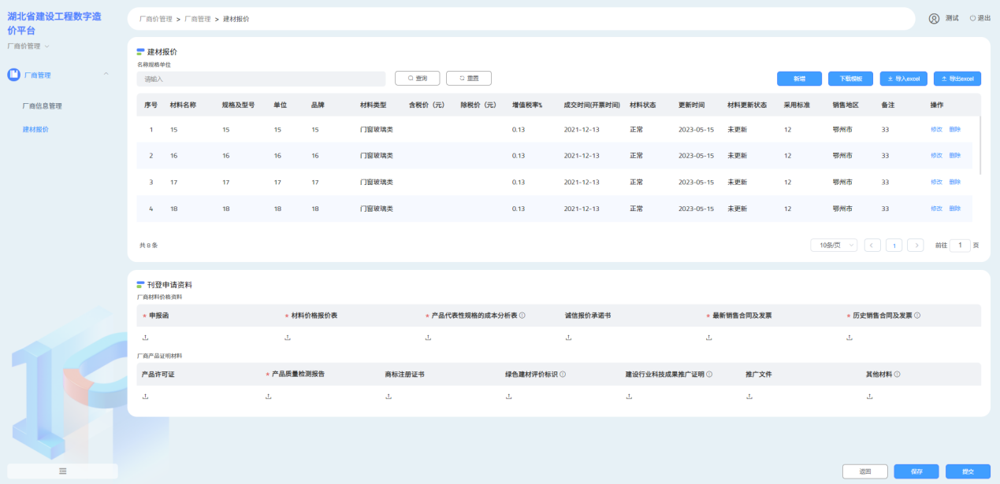 湖北省建设工程数字造
价平台
厂商价管理
厂商管理
厂商信息管理
建材报价
厂商价管理 > 厂商管理 > 建材报价
测试 退出
建材报价
名称规格单位
请输入 查询 重置 新增 下载模板 导入excel 导出excel
序号 材料名称 规格及型号 单位 品牌 材料类型 含税价（元） 除税价（元） 增值税率% 成交时间(开票时间) 材料状态 更新时间 材料更新状态 采用标准 销售地区 备注 操作
1 15 15 15 15 门窗玻璃类 0.13 2021-12-13 正常 2023-05-15 未更新 12 鄂州市 33 修改 删除
2 16 16 16 16 门窗玻璃类 0.13 2021-12-13 正常 2023-05-15 未更新 12 鄂州市 33 修改 删除
3 17 17 17 17 门窗玻璃类 0.13 2021-12-13 正常 2023-05-15 未更新 12 鄂州市 33 修改 删除
4 18 18 18 18 门窗玻璃类 0.13 2021-12-13 正常 2023-05-15 未更新 12 鄂州市 33 修改 删除
共 8 条 10条/页 < 1 > 前往 1 页
刊登申请资料
厂商材料价格资料
* 申报函 * 材料价格报价表 * 产品代表性规格的成本分析表 诚信报价承诺书 * 最新销售合同及发票 * 历史销售合同及发票
厂商产品证明材料
产品许可证 * 产品质量检测报告 商标注册证书 绿色建材评价标识 建设行业科技成果推广证明 推广文件 其他材料
返回 保存 提交